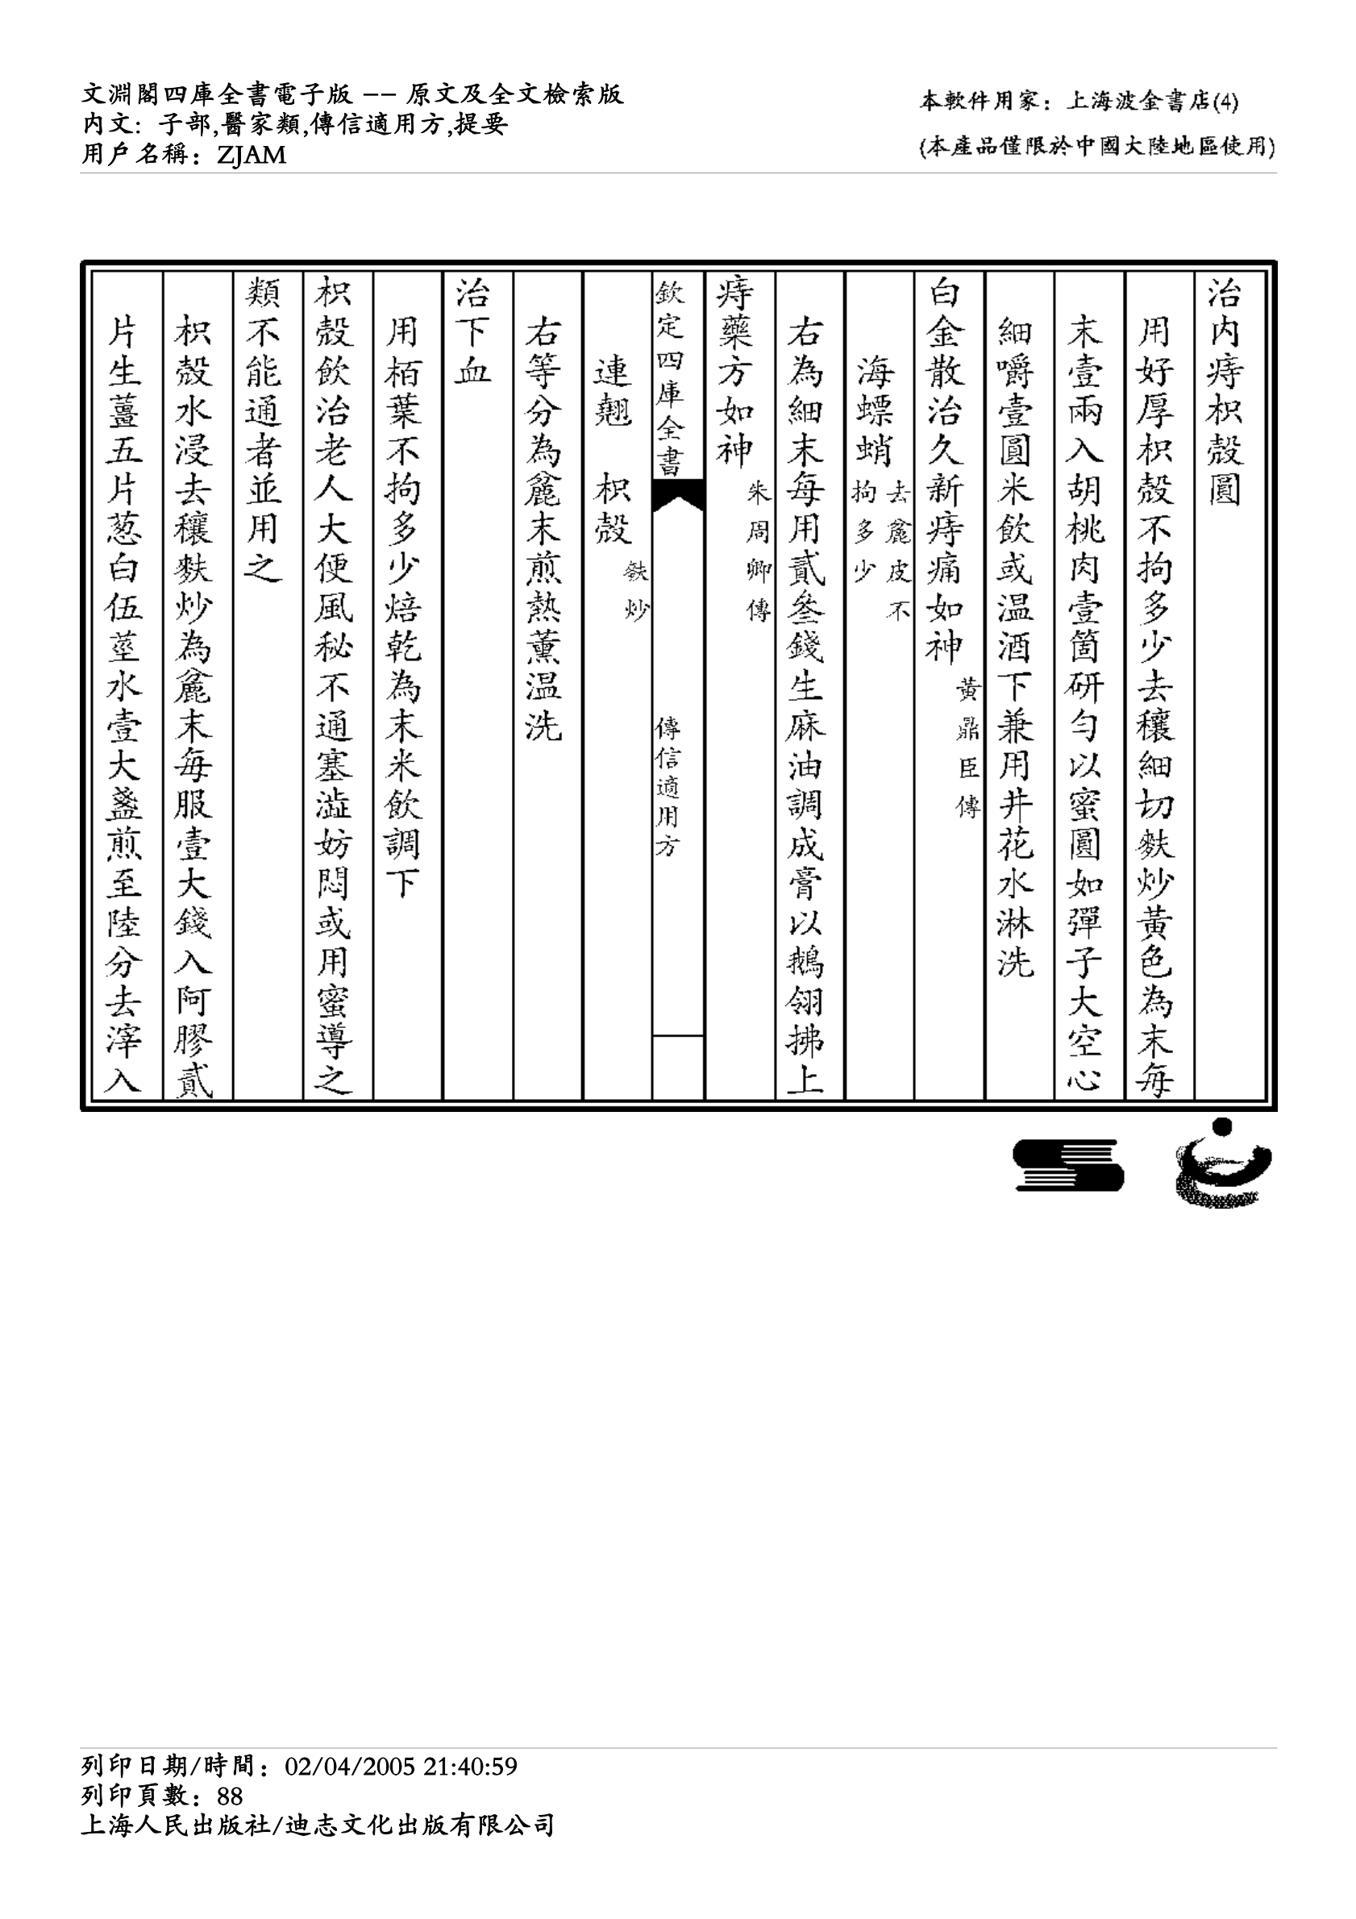 文淵閣四庫全書電子版 −− 原文及全文檢索版
内文: 子部,醫家類,傳信適用方,提要
用戶名稱：ZJAM
本軟件用家：上海波金書店(4)
(本產品僅限於中國大陸地區使用)
治内痔枳殻圓
用好厚枳殻不拘多少去穰細切麩炒黃色為末每
末壹兩入胡桃肉壹箇研勻以蜜圓如彈子大空心
細嚼壹圓米飲或温酒下兼用井花水淋洗
白金散治久新痔痛如神 黃鼎臣傳
海螵蛸 去麄皮不拘多少
右為細末每用貳叁錢生麻油調成膏以鵝翎拂上
痔藥方如神 朱周卿傳
欽定四庫全書 傳信適用方
連翹 枳殻 麩炒
右等分為麄末煎熱薰温洗
治下血
用栢葉不拘多少焙乾為末米飲調下
枳殻飲治老人大便風秘不通塞澁妨悶或用蜜導之
類不能通者並用之
枳殻水浸去穰麩炒為麄末每服壹大錢入阿膠貳
片生薑五片葱白伍莖水壹大盞煎至陸分去滓入
列印日期/時間：02/04/2005 21:40:59
列印頁數：88
上海人民出版社/迪志文化出版有限公司